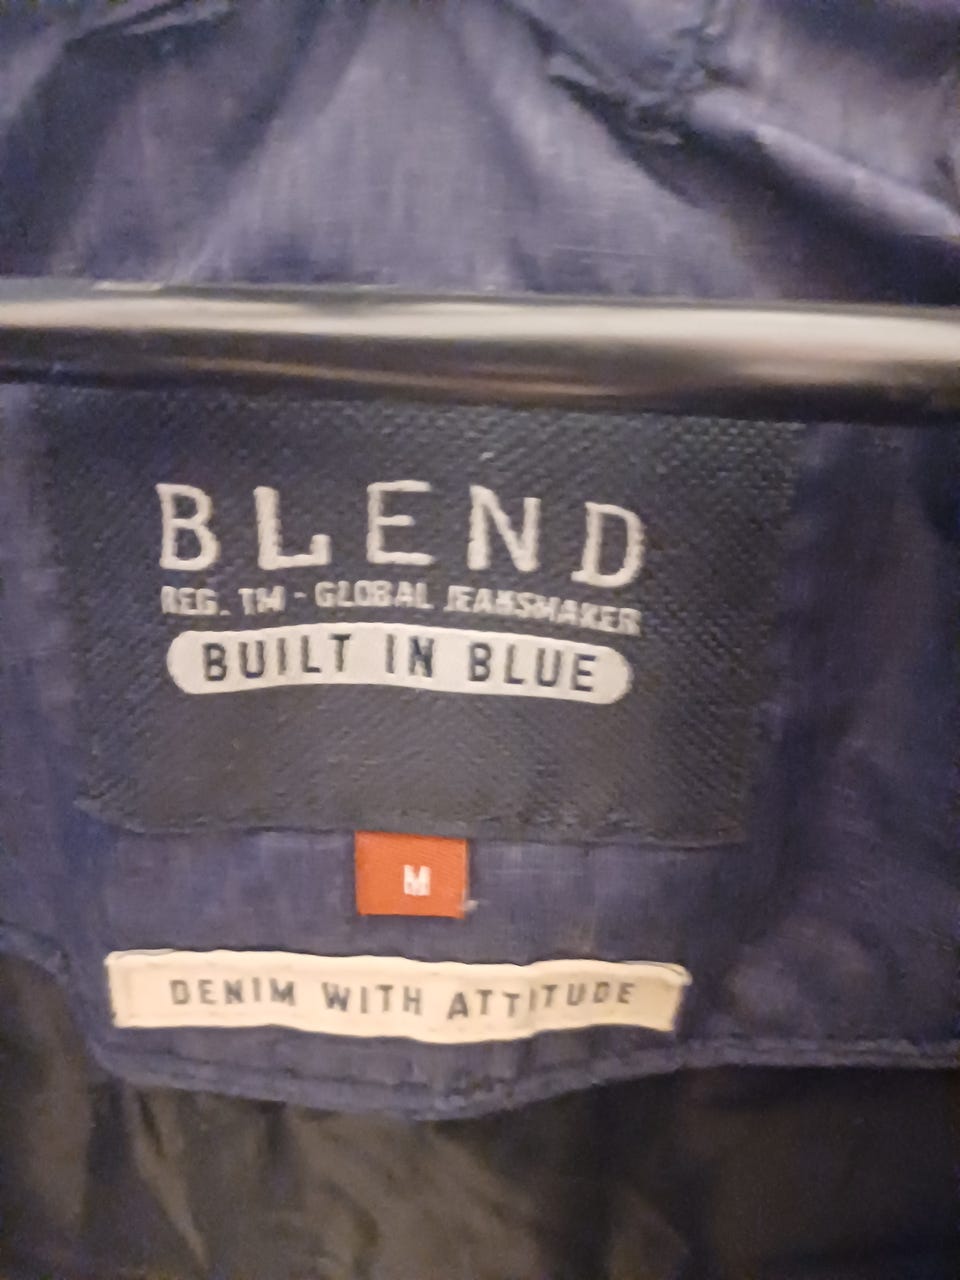 BLEND
REG. TM - GLOBAL JEANSMAKER
BUILT IN BLUE
M
DENIM WITH ATTITUDE